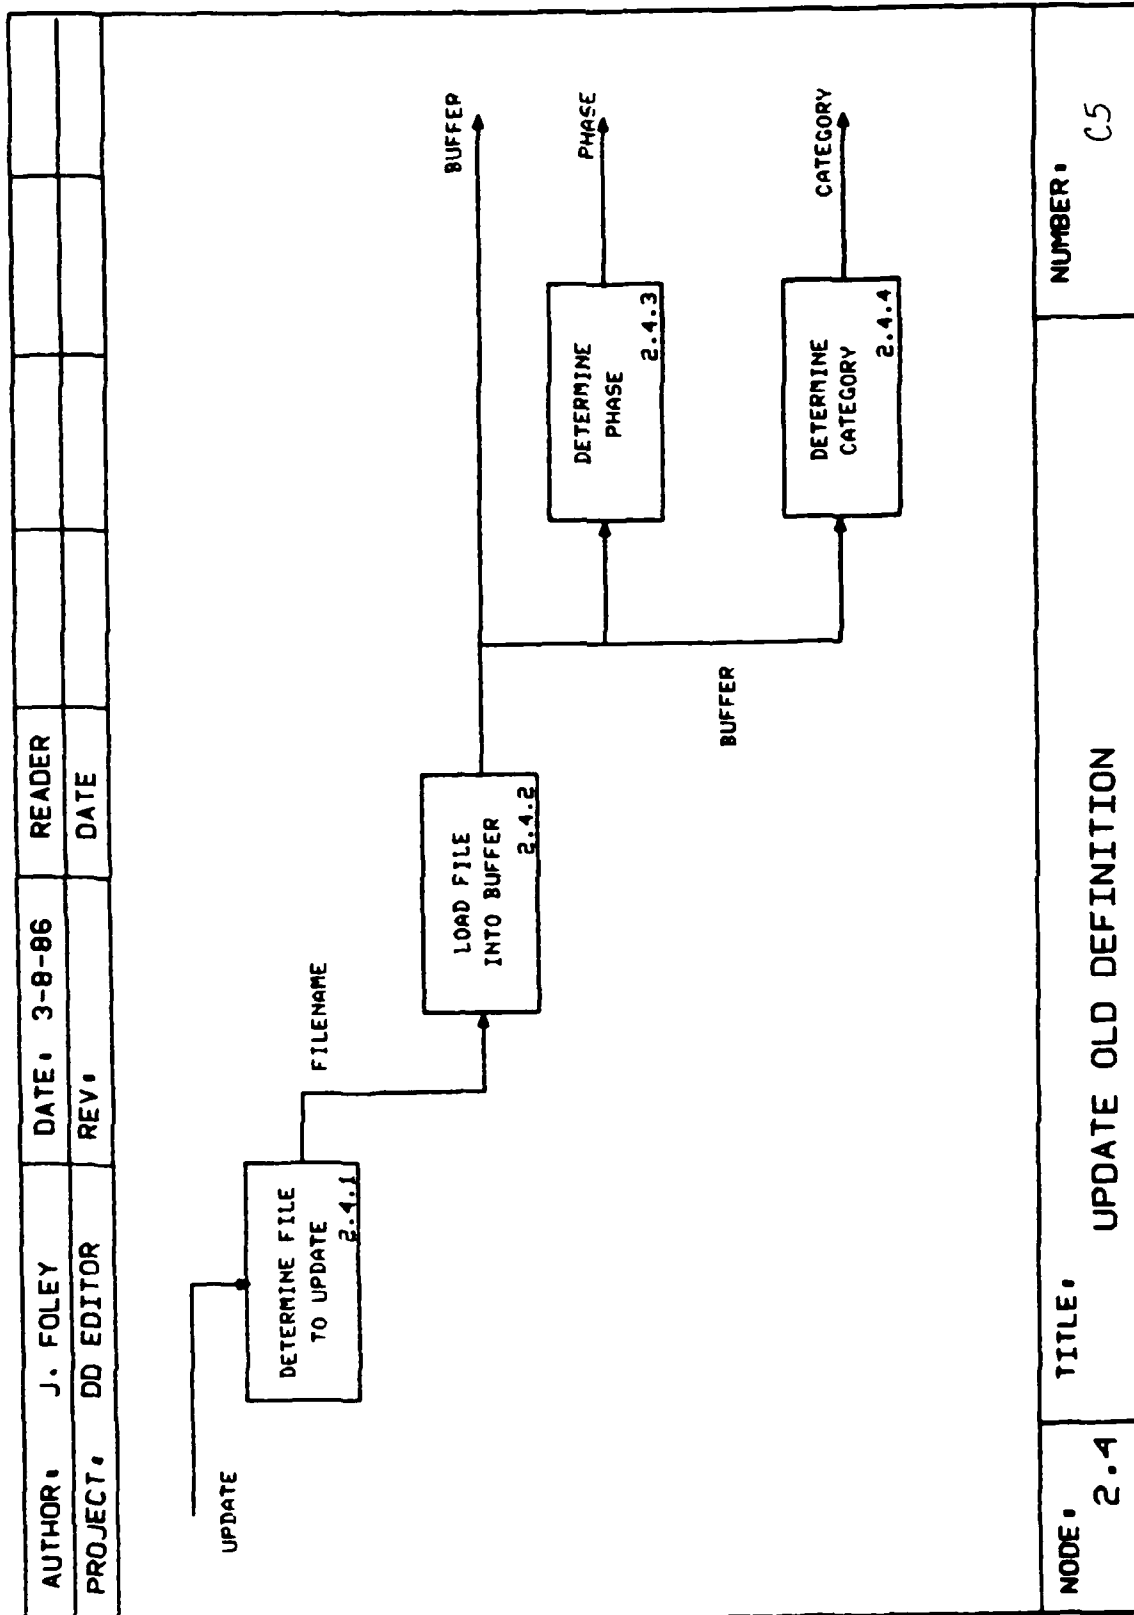 AUTHOR: J. FOLEY DATE: 3-8-86 READER
PROJECT: DD EDITOR REV: DATE
UPDATE
DETERMINE FILE
TO UPDATE
2.4.1
FILENAME
LOAD FILE
INTO BUFFER
2.4.2
BUFFER
BUFFER
DETERMINE
PHASE
2.4.3
PHASE
DETERMINE
CATEGORY
2.4.4
CATEGORY
NODE: 2.4
TITLE: UPDATE OLD DEFINITION
NUMBER: C5